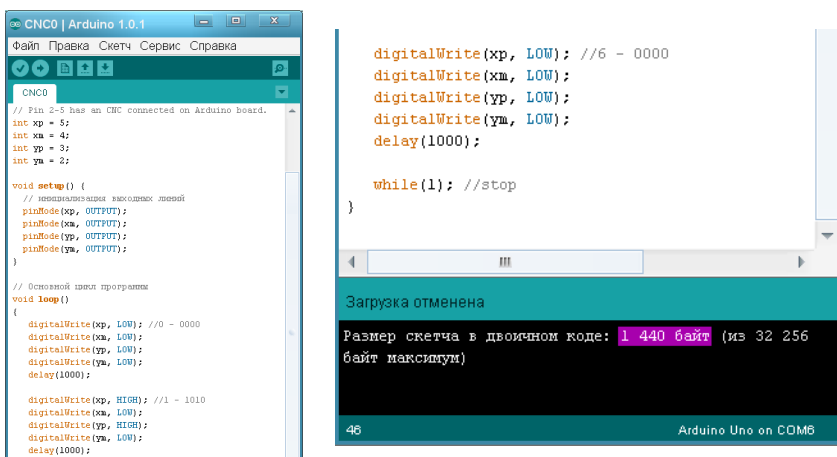 CNC0 | Arduino 1.0.1
Файл Правка Скетч Сервис Справка
CNC0
// Pin 2-5 has an CNC connected on Arduino board.
int xp = 5;
int xm = 4;
int yp = 3;
int ym = 2;
void setup() {
// инициализация выходных линий
pinMode(xp, OUTPUT);
pinMode(xm, OUTPUT);
pinMode(yp, OUTPUT);
pinMode(ym, OUTPUT);
}
// Основной цикл программы
void loop()
{
digitalWrite(xp, LOW); //0 - 0000
digitalWrite(xm, LOW);
digitalWrite(yp, LOW);
digitalWrite(ym, LOW);
delay(1000);
digitalWrite(xp, HIGH); //1 - 1010
digitalWrite(xm, LOW);
digitalWrite(yp, HIGH);
digitalWrite(ym, LOW);
delay(1000);
digitalWrite(xp, LOW); //6 - 0000
digitalWrite(xm, LOW);
digitalWrite(yp, LOW);
digitalWrite(ym, LOW);
delay(1000);
while(1); //stop
}
Загрузка отменена
Размер скетча в двоичном коде: 1 440 байт (из 32 256
байт максимум)
46 Arduino Uno on COM6